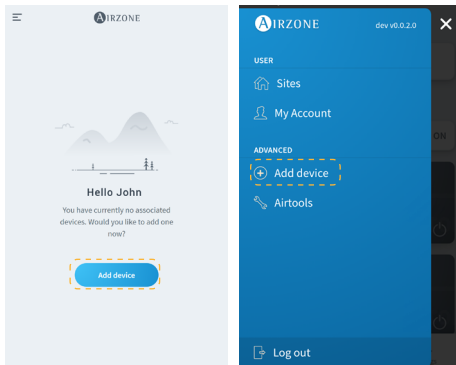 AIRZONE
Hello John
You have currently no associated
devices. Would you like to add one
now?
Add device
AIRZONE dev v0.0.2.0
USER
Sites
My Account
ADVANCED
Add device
Airtools
Log out
ON